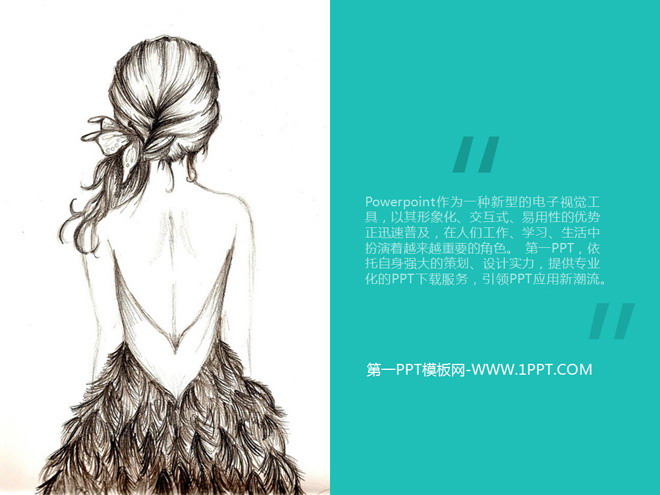 Powerpoint作为一种新型的电子视觉工
具，以其形象化、交互式、易用性的优势
正迅速普及，在人们工作、学习、生活中
扮演着越来越重要的角色。 第一PPT，依
托自身强大的策划、设计实力，提供专业
化的PPT下载服务，引领PPT应用新潮流。
第一PPT模板网-WWW.1PPT.COM